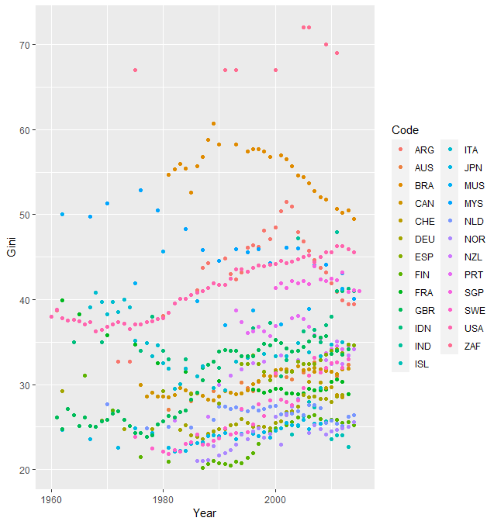 70
60
50
40
30
20
Gini
1960
1980
2000
Year
Code
ARG
AUS
BRA
CAN
CHE
DEU
ESP
FIN
FRA
GBR
IDN
IND
ISL
ITA
JPN
MUS
MYS
NLD
NOR
NZL
PRT
SGP
SWE
USA
ZAF